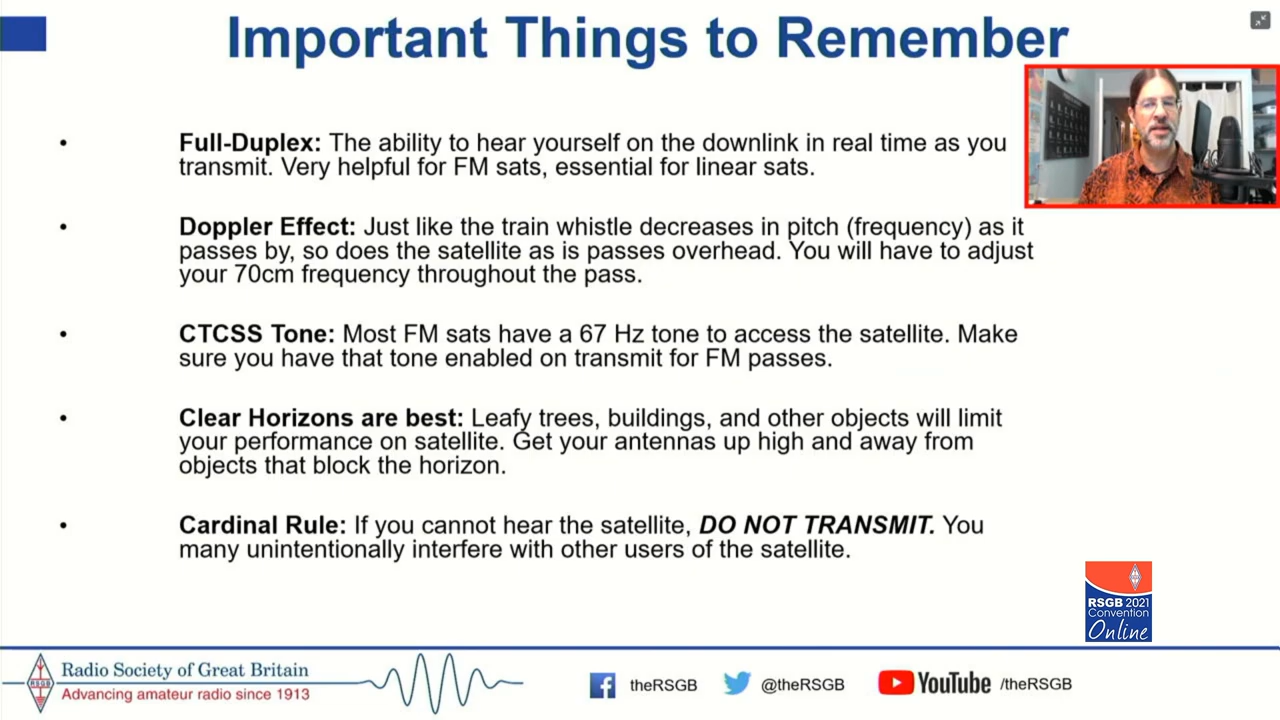 Important Things to Remember
• Full-Duplex: The ability to hear yourself on the downlink in real time as you
transmit. Very helpful for FM sats, essential for linear sats.
• Doppler Effect: Just like the train whistle decreases in pitch (frequency) as it
passes by, so does the satellite as is passes overhead. You will have to adjust
your 70cm frequency throughout the pass.
• CTCSS Tone: Most FM sats have a 67 Hz tone to access the satellite. Make
sure you have that tone enabled on transmit for FM passes.
• Clear Horizons are best: Leafy trees, buildings, and other objects will limit
your performance on satellite. Get your antennas up high and away from
objects that block the horizon.
• Cardinal Rule: If you cannot hear the satellite, DO NOT TRANSMIT. You
many unintentionally interfere with other users of the satellite.
RSGB 2021
Convention
Online
RSGB
Radio Society of Great Britain
Advancing amateur radio since 1913
theRSGB
@theRSGB
YouTube /theRSGB